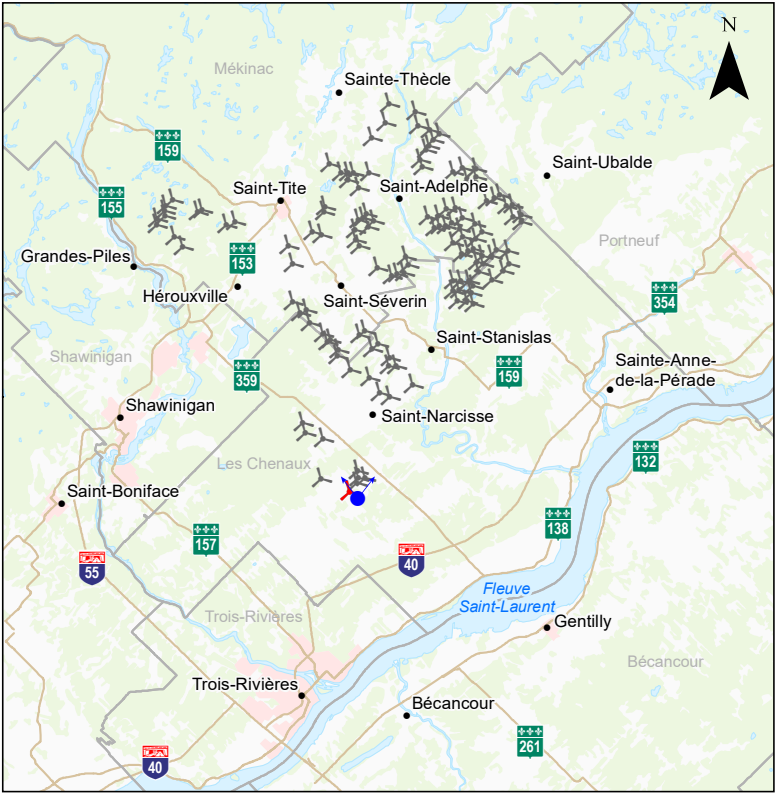 N
Mékinac
Sainte-Thècle
159
Saint-Ubalde
Saint-Tite
Saint-Adelphe
155
Portneuf
Grandes-Piles
153
Hérouxville
Saint-Séverin
354
Saint-Stanislas
Shawinigan
359
159
Sainte-Anne-
de-la-Pérade
Shawinigan
Saint-Narcisse
132
Les Chenaux
Saint-Boniface
157
138
55
40
Fleuve
Saint-Laurent
Trois-Rivières
Gentilly
Bécancour
Trois-Rivières
Bécancour
261
40